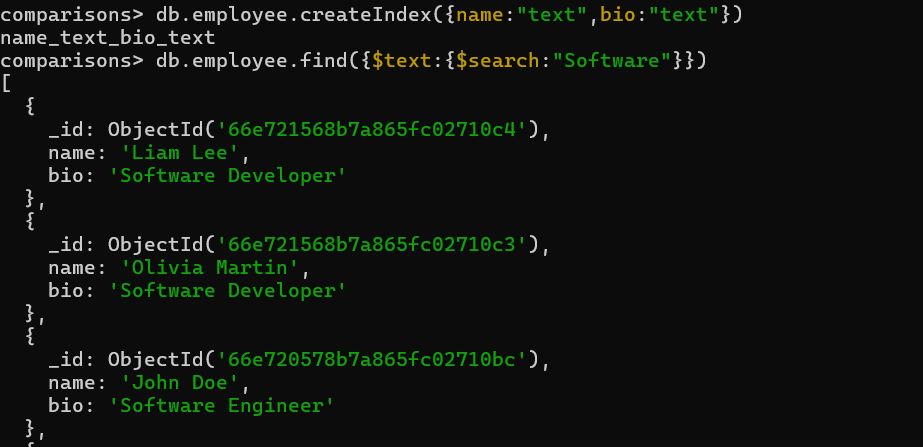 comparisons> db.employee.createIndex({name:"text",bio:"text"})
name_text_bio_text
comparisons> db.employee.find({$text:{$search:"Software"}})
[
  {
    _id: ObjectId('66e721568b7a865fc02710c4'),
    name: 'Liam Lee',
    bio: 'Software Developer'
  },
  {
    _id: ObjectId('66e721568b7a865fc02710c3'),
    name: 'Olivia Martin',
    bio: 'Software Developer'
  },
  {
    _id: ObjectId('66e720578b7a865fc02710bc'),
    name: 'John Doe',
    bio: 'Software Engineer'
  },
  {